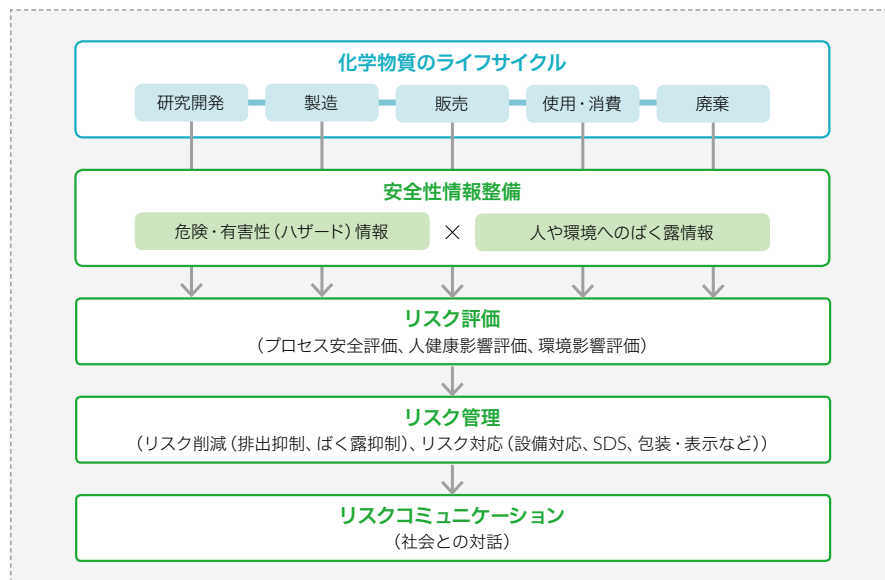 化学物質のライフサイクル
研究開発 製造 販売 使用・消費 廃棄
安全性情報整備
危険・有害性（ハザード）情報 × 人や環境へのばく露情報
リスク評価
（プロセス安全評価、人健康影響評価、環境影響評価）
リスク管理
（リスク削減（排出抑制、ばく露抑制）、リスク対応（設備対応、SDS、包装・表示など））
リスクコミュニケーション
（社会との対話）